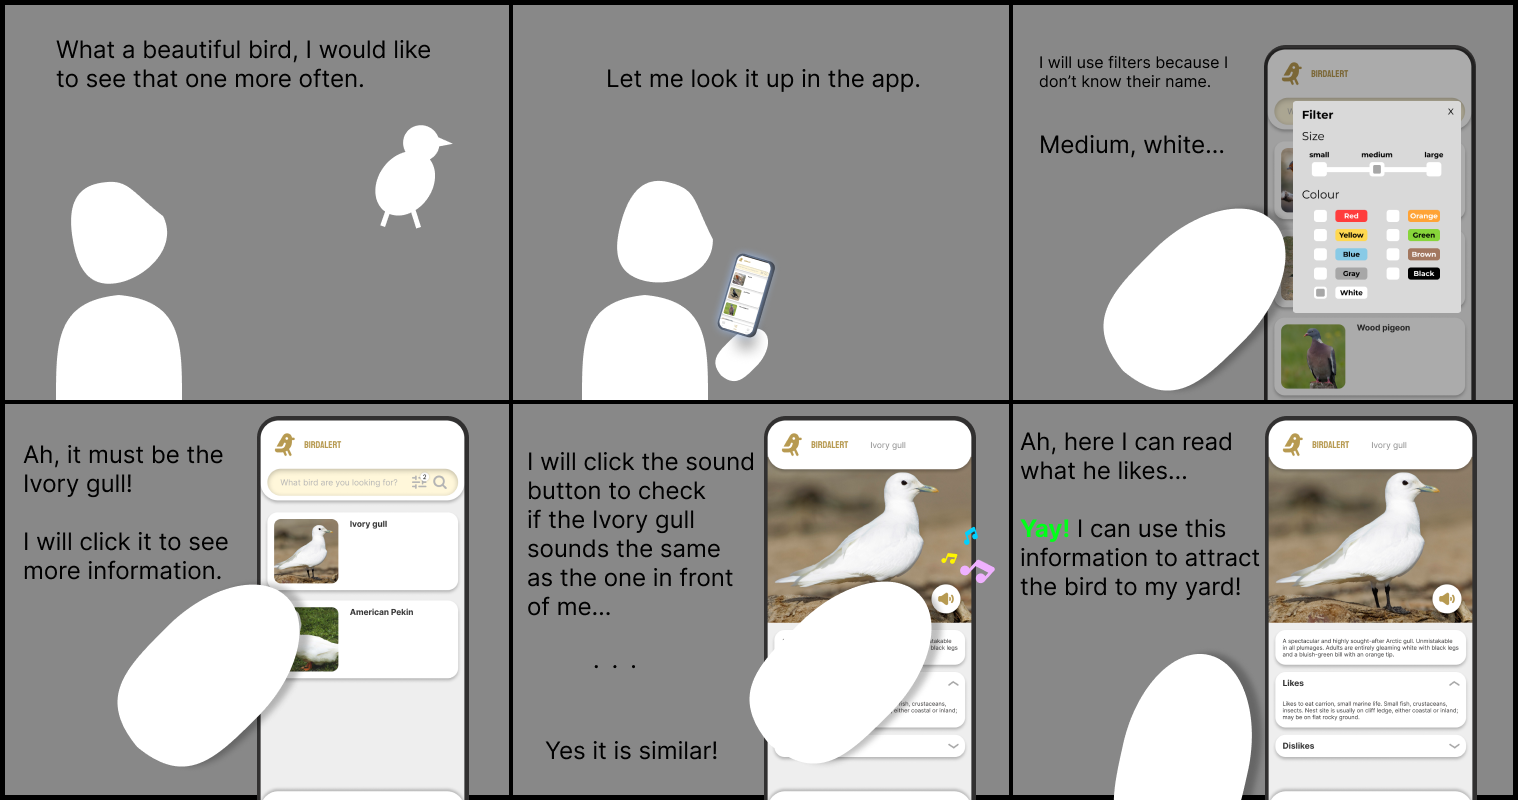 What a beautiful bird, I would like
to see that one more often.
Let me look it up in the app.
I will use filters because I
don't know their name.
Medium, white...
BIRDALERT
Filter
X
Size
small medium large
Colour
Red Orange
Yellow Green
Blue Brown
Gray Black
White
Wood pigeon
Ah, it must be the
Ivory gull!
I will click it to see
more information.
BIRDALERT
What bird are you looking for?
2
Ivory gull
American Pekin
I will click the sound
button to check
if the Ivory gull
sounds the same
as the one in front
of me...
. . .
Yes it is similar!
BIRDALERT
Ivory gull
black legs
fish, crustaceans,
either coastal or inland;
Ah, here I can read
what he likes...
Yay! I can use this
information to attract
the bird to my yard!
BIRDALERT
Ivory gull
A spectacular and highly sought-after Arctic gull. Unmistakable
in all plumages. Adults are entirely gleaming white with black legs
and a bluish-green bill with an orange tip.
Likes
Likes to eat carrion, small marine life. Small fish, crustaceans,
insects. Nest site is usually on cliff ledge, either coastal or inland;
may be on flat rocky ground.
Dislikes